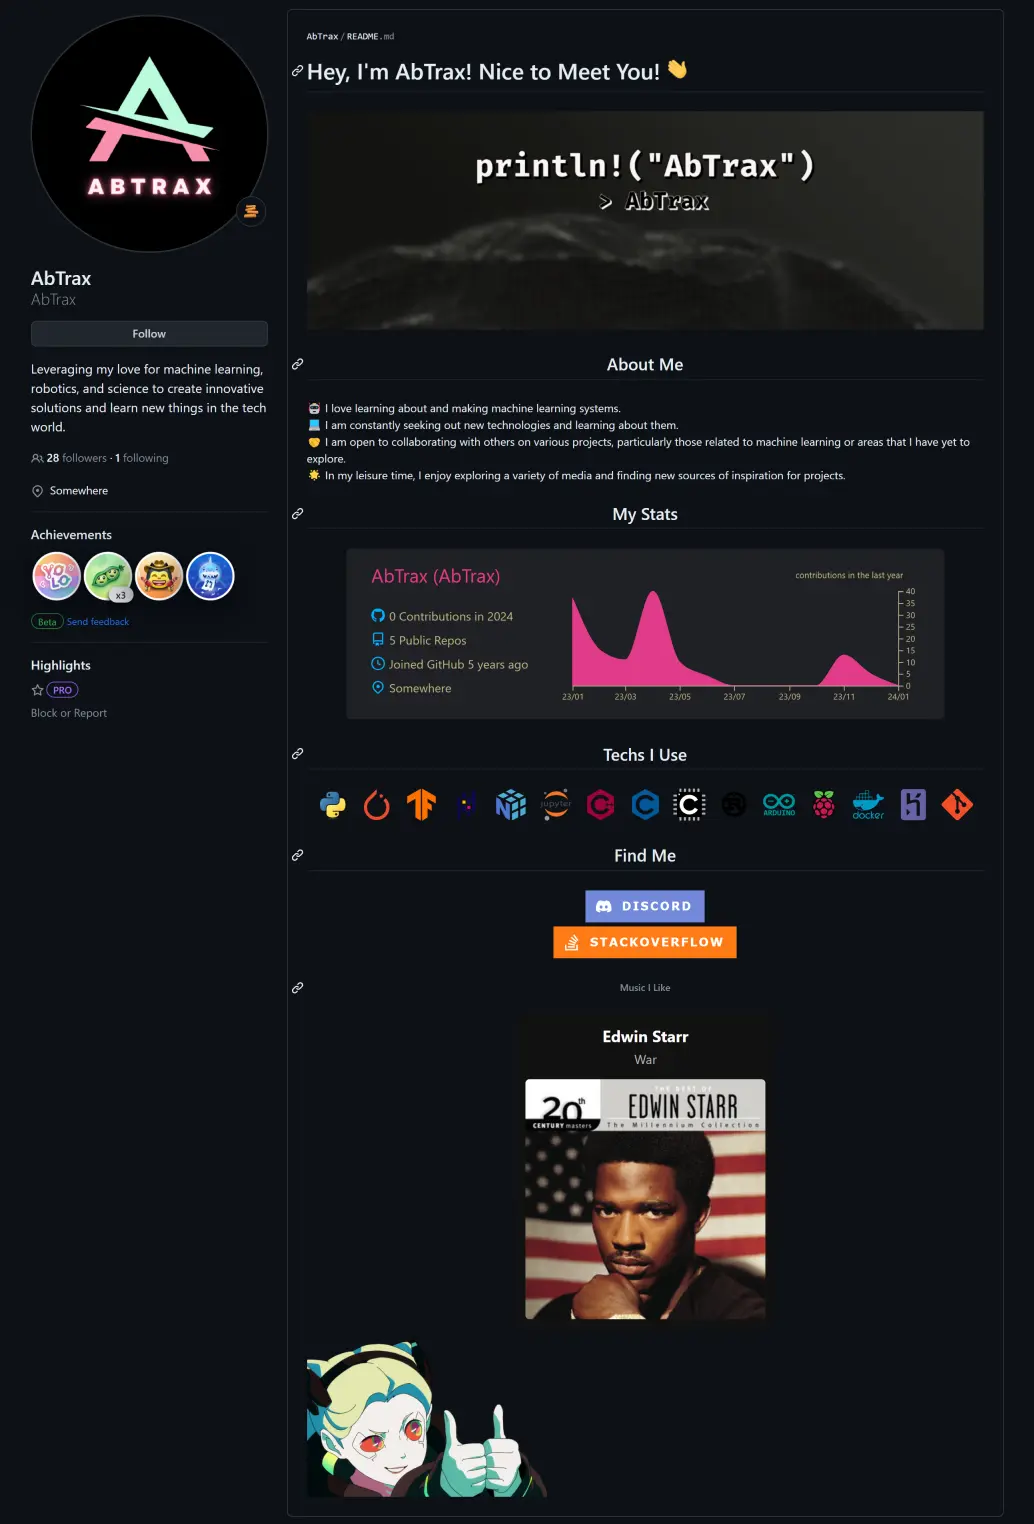 ABTRAX
AbTrax
AbTrax
Follow
Leveraging my love for machine learning,
robotics, and science to create innovative
solutions and learn new things in the tech
world.
28 followers · 1 following
Somewhere
Achievements
YOLO
x3
Beta Send feedback
Highlights
PRO
Block or Report
AbTrax / README.md
Hey, I'm AbTrax! Nice to Meet You! 👋
println!("AbTrax")
> AbTrax
About Me
I love learning about and making machine learning systems.
I am constantly seeking out new technologies and learning about them.
I am open to collaborating with others on various projects, particularly those related to machine learning or areas that I have yet to
explore.
In my leisure time, I enjoy exploring a variety of media and finding new sources of inspiration for projects.
My Stats
AbTrax (AbTrax)
contributions in the last year
0 Contributions in 2024
5 Public Repos
Joined GitHub 5 years ago
Somewhere
40
35
30
25
20
15
10
5
0
23/01 23/03 23/05 23/07 23/09 23/11 24/01
Techs I Use
jupyter
C
C
C
ARDUINO
docker
Find Me
DISCORD
STACKOVERFLOW
Music I Like
Edwin Starr
War
THE BEST OF
20th EDWIN STARR
CENTURY masters The Millennium Collection